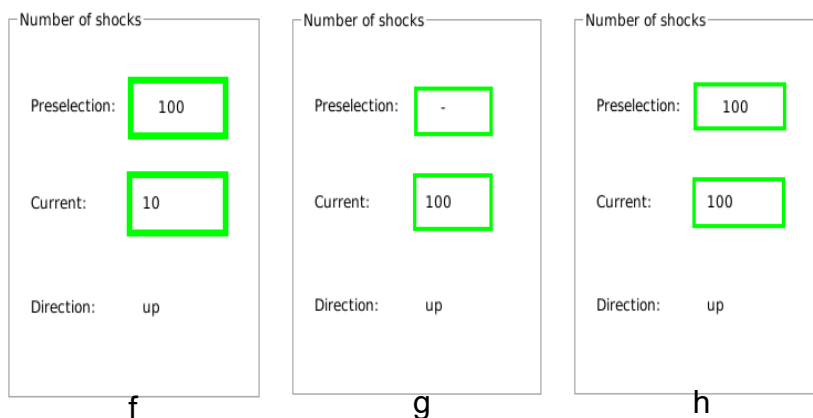 Number of shocks
Preselection: 100
Current: 10
Direction: up
f
Number of shocks
Preselection: -
Current: 100
Direction: up
g
Number of shocks
Preselection: 100
Current: 100
Direction: up
h